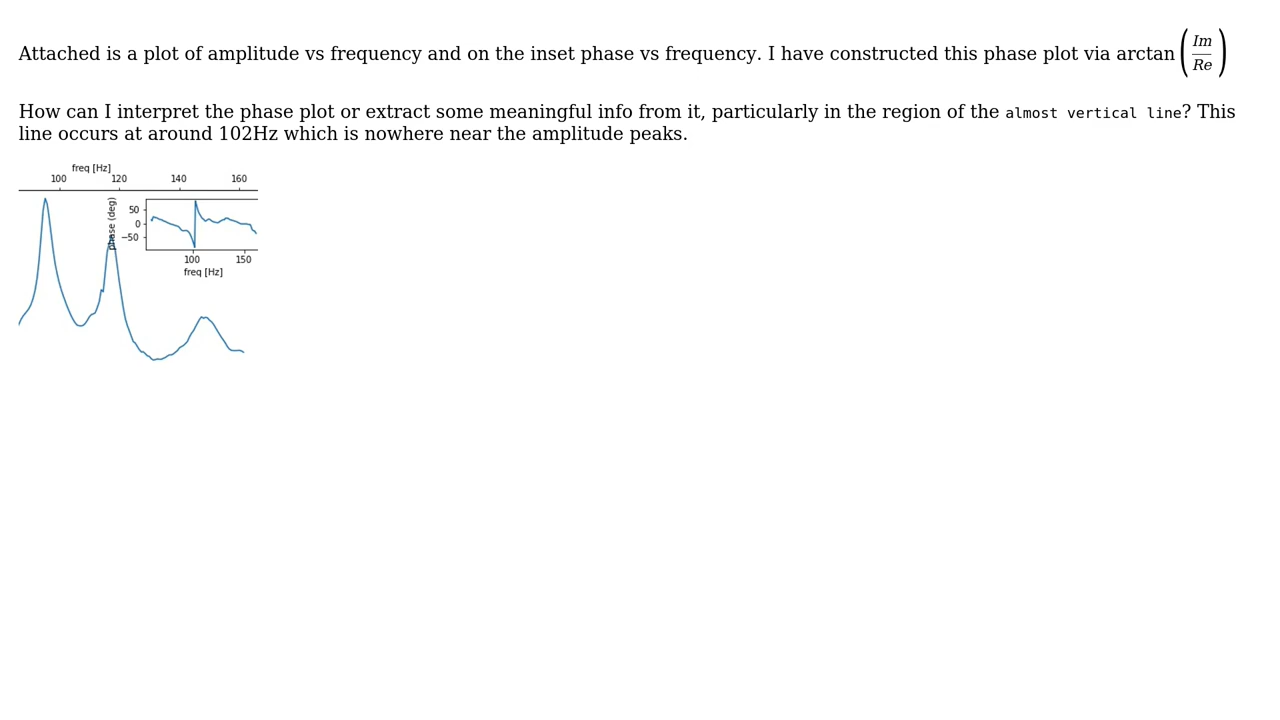 Attached is a plot of amplitude vs frequency and on the inset phase vs frequency. I have constructed this phase plot via arctan(Im/Re)
How can I interpret the phase plot or extract some meaningful info from it, particularly in the region of the almost vertical line? This
line occurs at around 102Hz which is nowhere near the amplitude peaks.
freq [Hz]
100 120 140 160
phase (deg)
50
0
−50
100 150
freq [Hz]